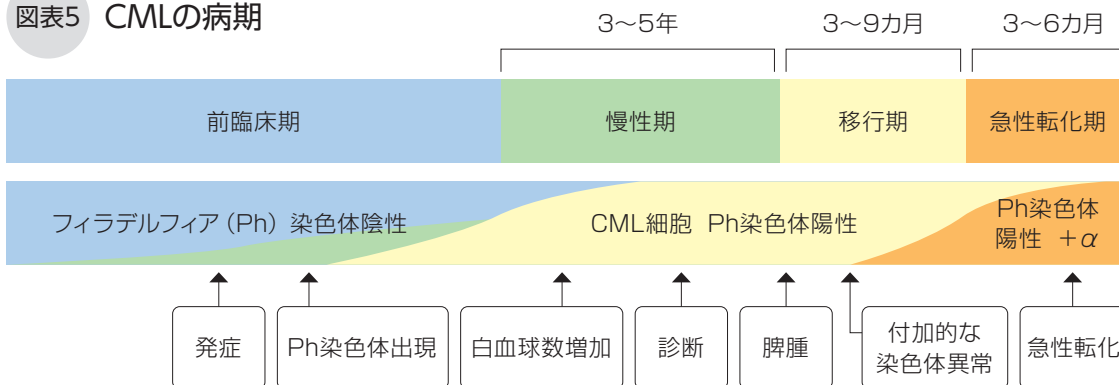 図表5 CMLの病期
3〜5年 3〜9カ月 3〜6カ月
前臨床期 慢性期 移行期 急性転化期
フィラデルフィア(Ph)染色体陰性 CML細胞 Ph染色体陽性 Ph染色体
陽性 +α
発症 Ph染色体出現 白血球数増加 診断 脾腫 付加的な
染色体異常 急性転化